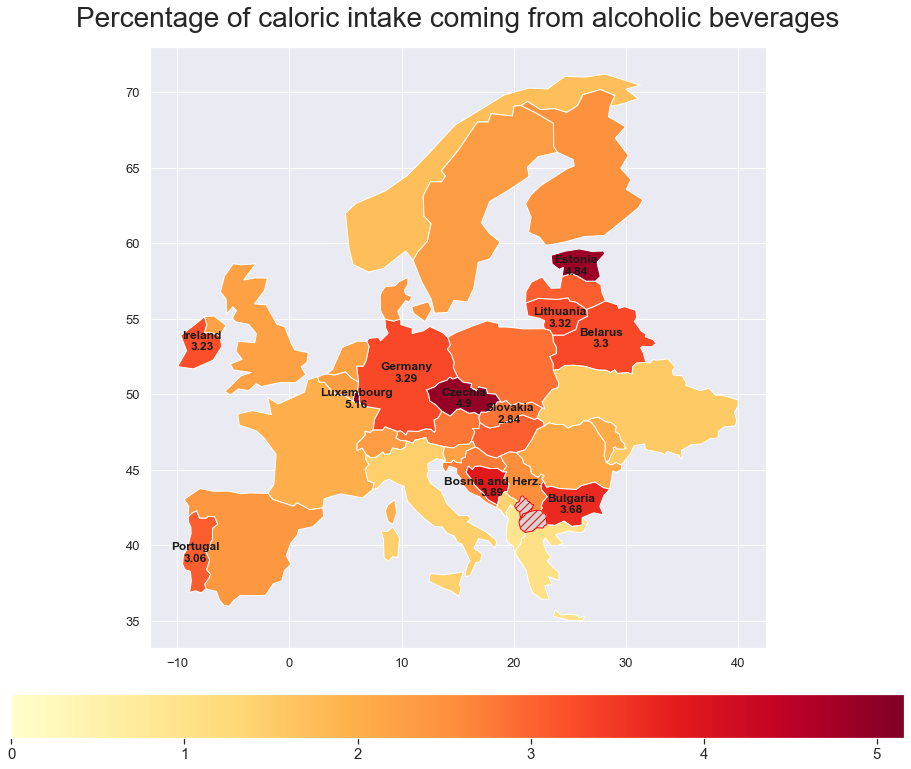 Percentage of caloric intake coming from alcoholic beverages
70
65
60
55
50
45
40
35
Estonia
4.84
Lithuania
3.32
Belarus
3.3
Ireland
3.23
Germany
3.29
Luxembourg
5.16
Czechia
4.9
Slovakia
2.84
Bosnia and Herz.
3.89
Bulgaria
3.68
Portugal
3.06
−10 0 10 20 30 40
0 1 2 3 4 5